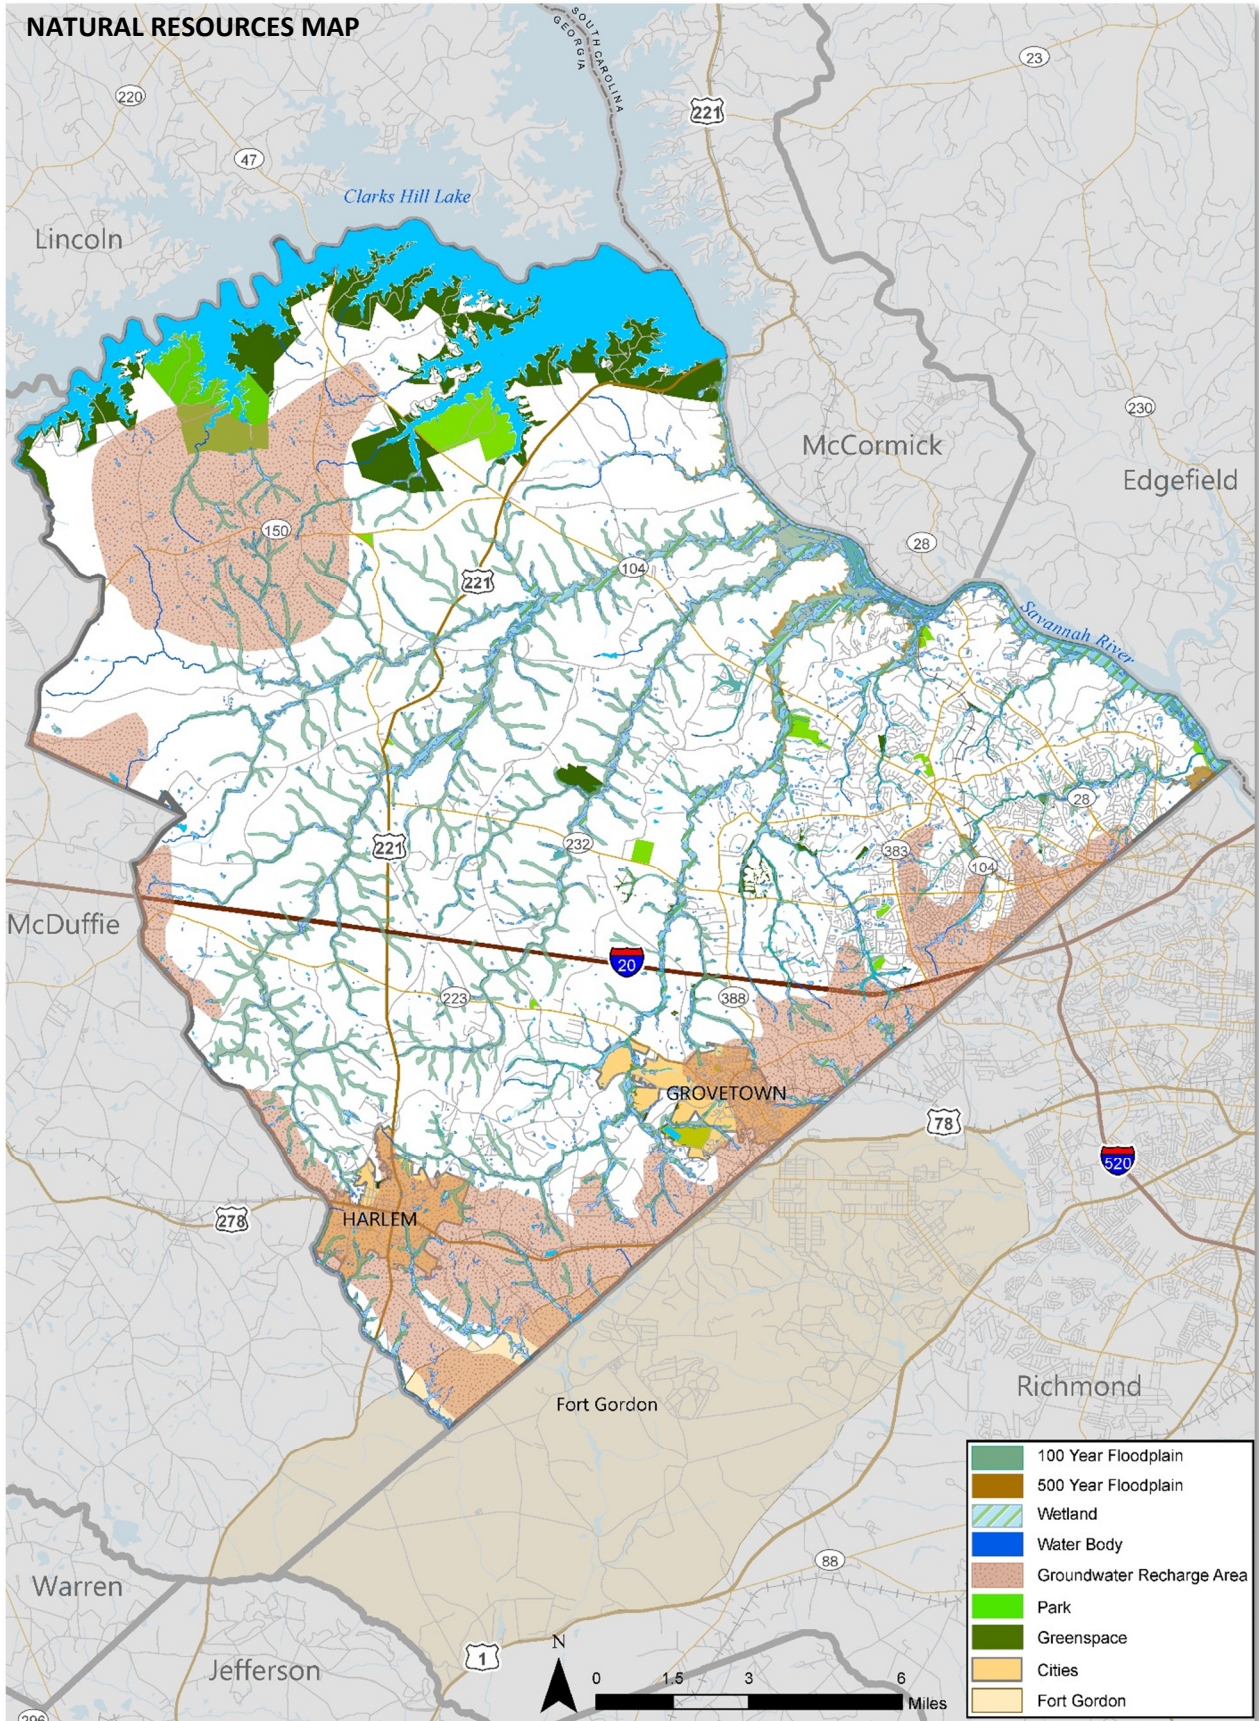 NATURAL RESOURCES MAP
SOUTH CAROLINA
GEORGIA
23
220
221
47
Clarks Hill Lake
Lincoln
230
McCormick
Edgefield
150
28
104
221
Savannah River
28
221
232
383
104
McDuffie
20
223
388
GROVETOWN
78
520
HARLEM
278
Richmond
Fort Gordon
100 Year Floodplain
500 Year Floodplain
Wetland
Water Body
Groundwater Recharge Area
Park
Greenspace
Cities
Fort Gordon
88
Warren
Jefferson
1
N
0 1.5 3 6
Miles
296